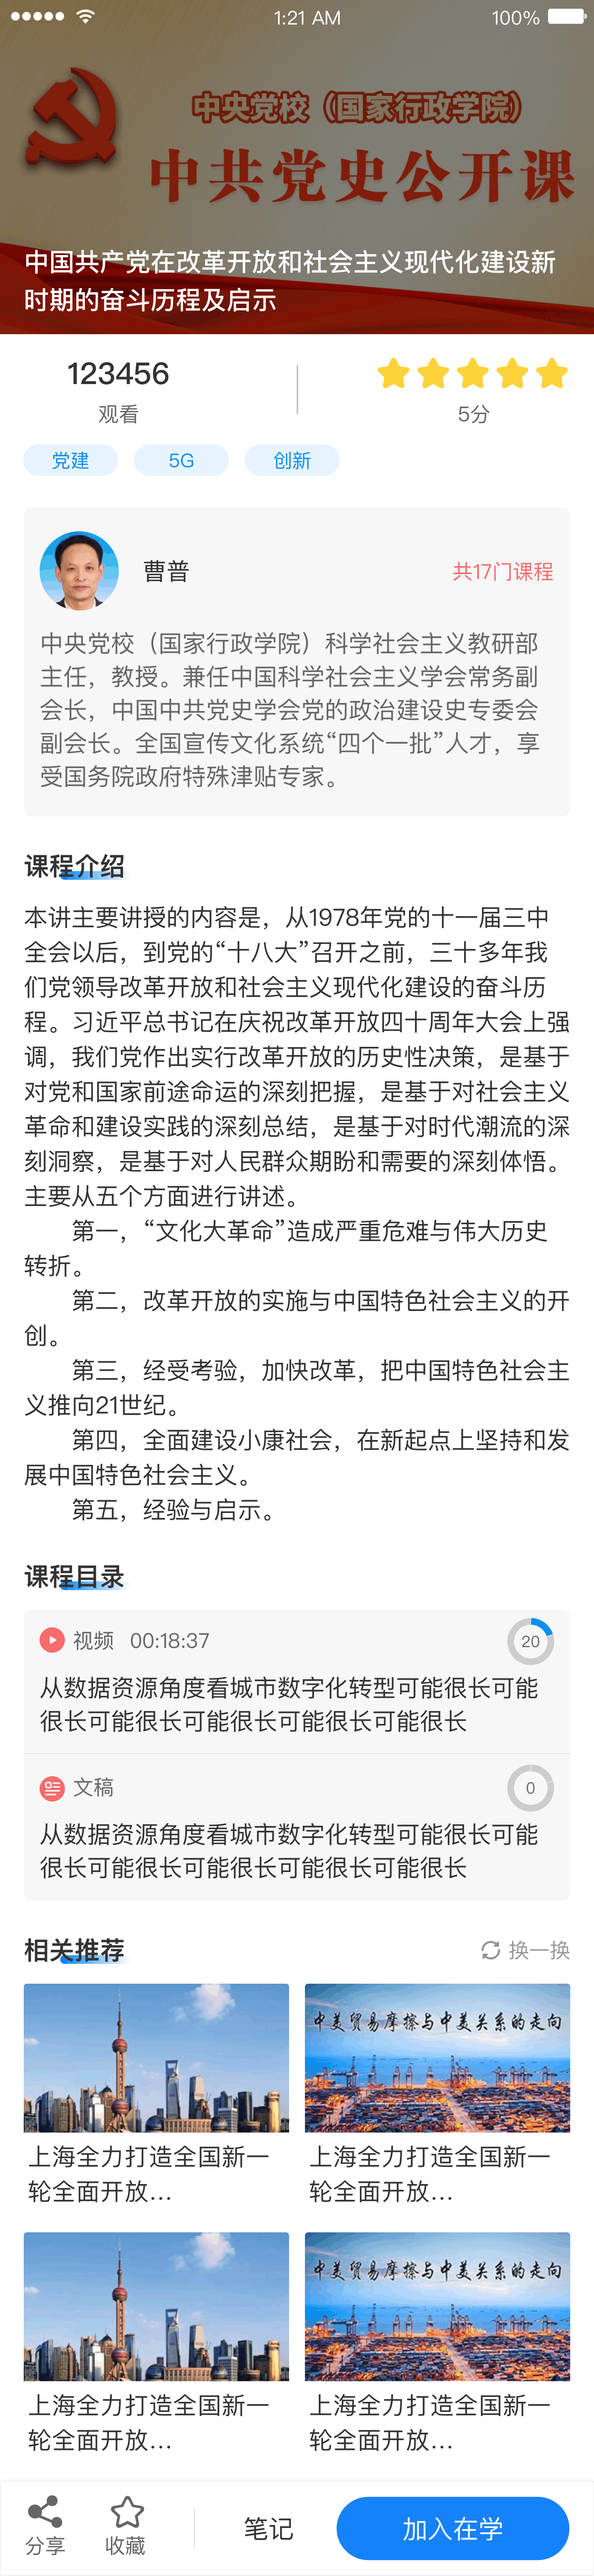 1:21 AM
100%
中央党校（国家行政学院）
中共党史公开课
中国共产党在改革开放和社会主义现代化建设新
时期的奋斗历程及启示
123456
观看
5分
党建
5G
创新
曹普
共17门课程
中央党校（国家行政学院）科学社会主义教研部
主任，教授。兼任中国科学社会主义学会常务副
会长，中国中共党史学会党的政治建设史专委会
副会长。全国宣传文化系统“四个一批”人才，享
受国务院政府特殊津贴专家。
课程介绍
本讲主要讲授的内容是，从1978年党的十一届三中
全会以后，到党的“十八大”召开之前，三十多年我
们党领导改革开放和社会主义现代化建设的奋斗历
程。习近平总书记在庆祝改革开放四十周年大会上强
调，我们党作出实行改革开放的历史性决策，是基于
对党和国家前途命运的深刻把握，是基于对社会主义
革命和建设实践的深刻总结，是基于对时代潮流的深
刻洞察，是基于对人民群众期盼和需要的深刻体悟。
主要从五个方面进行讲述。
第一，“文化大革命”造成严重危难与伟大历史
转折。
第二，改革开放的实施与中国特色社会主义的开
创。
第三，经受考验，加快改革，把中国特色社会主
义推向21世纪。
第四，全面建设小康社会，在新起点上坚持和发
展中国特色社会主义。
第五，经验与启示。
课程目录
视频 00:18:37
20
从数据资源角度看城市数字化转型可能很长可能
很长可能很长可能很长可能很长可能很长
文稿
0
从数据资源角度看城市数字化转型可能很长可能
很长可能很长可能很长可能很长可能很长
相关推荐
换一换
中美贸易摩擦与中美关系的走向
上海全力打造全国新一
轮全面开放...
上海全力打造全国新一
轮全面开放...
中美贸易摩擦与中美关系的走向
上海全力打造全国新一
轮全面开放...
上海全力打造全国新一
轮全面开放...
分享
收藏
笔记
加入在学